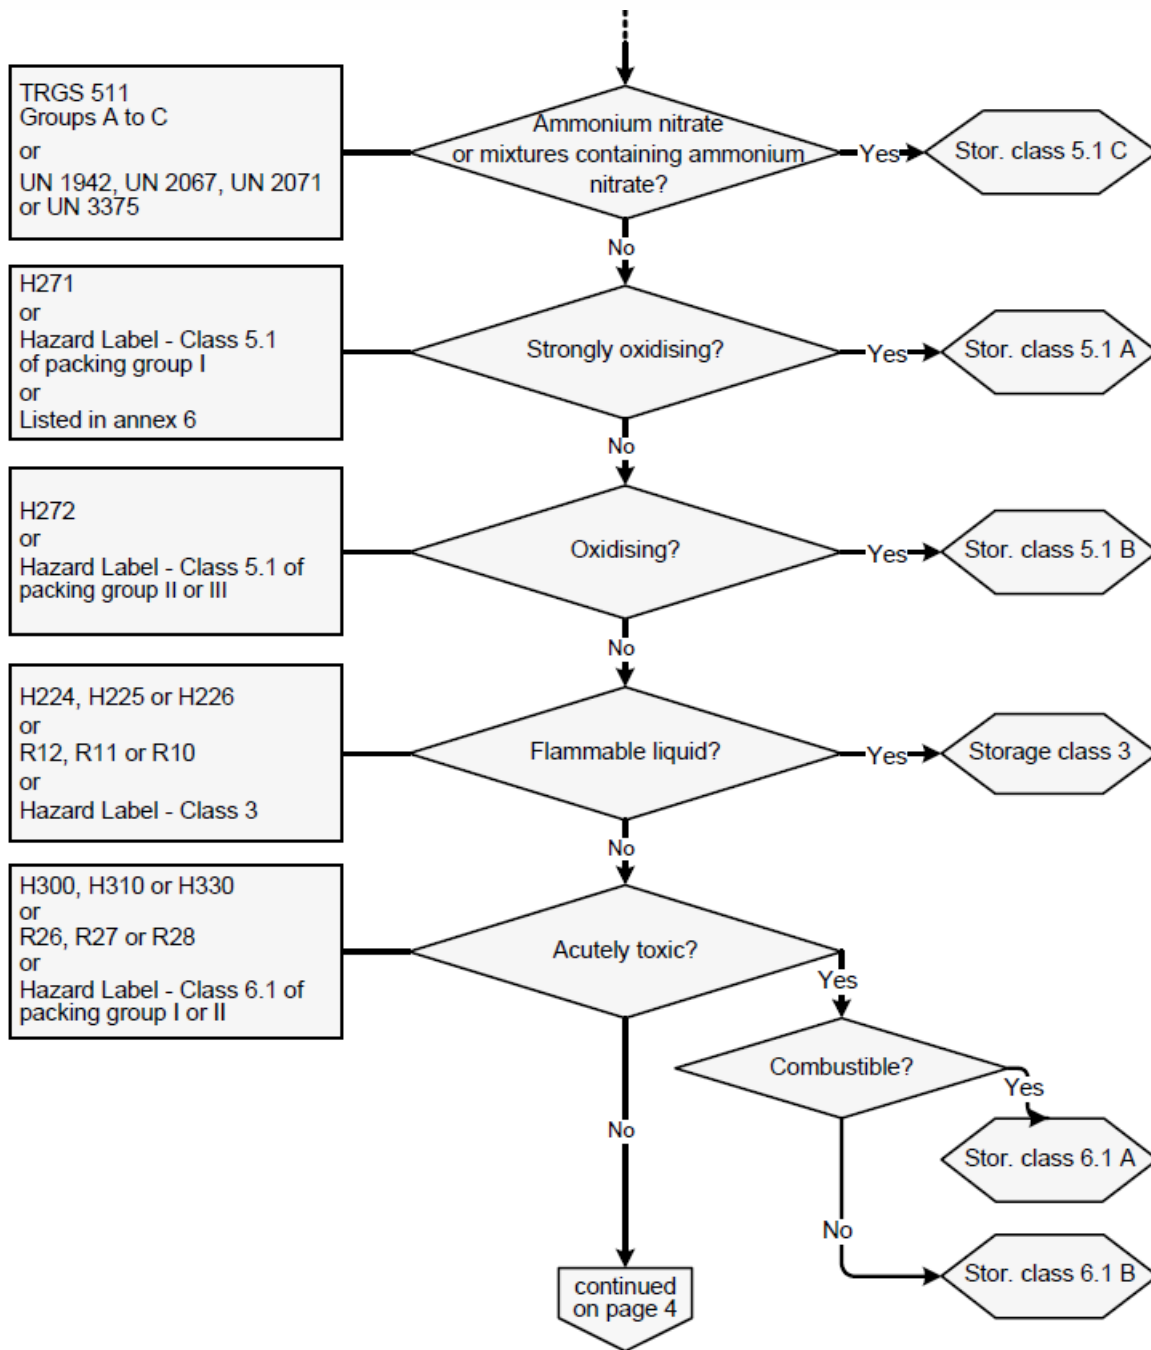 TRGS 511
Groups A to C
or
UN 1942, UN 2067, UN 2071
or UN 3375
Ammonium nitrate
or mixtures containing ammonium
nitrate?
Yes
Stor. class 5.1 C
No
H271
or
Hazard Label - Class 5.1
of packing group I
or
Listed in annex 6
Strongly oxidising?
Yes
Stor. class 5.1 A
No
H272
or
Hazard Label - Class 5.1 of
packing group II or III
Oxidising?
Yes
Stor. class 5.1 B
No
H224, H225 or H226
or
R12, R11 or R10
or
Hazard Label - Class 3
Flammable liquid?
Yes
Storage class 3
No
H300, H310 or H330
or
R26, R27 or R28
or
Hazard Label - Class 6.1 of
packing group I or II
Acutely toxic?
Yes
Combustible?
Yes
Stor. class 6.1 A
No
No
Stor. class 6.1 B
continued
on page 4